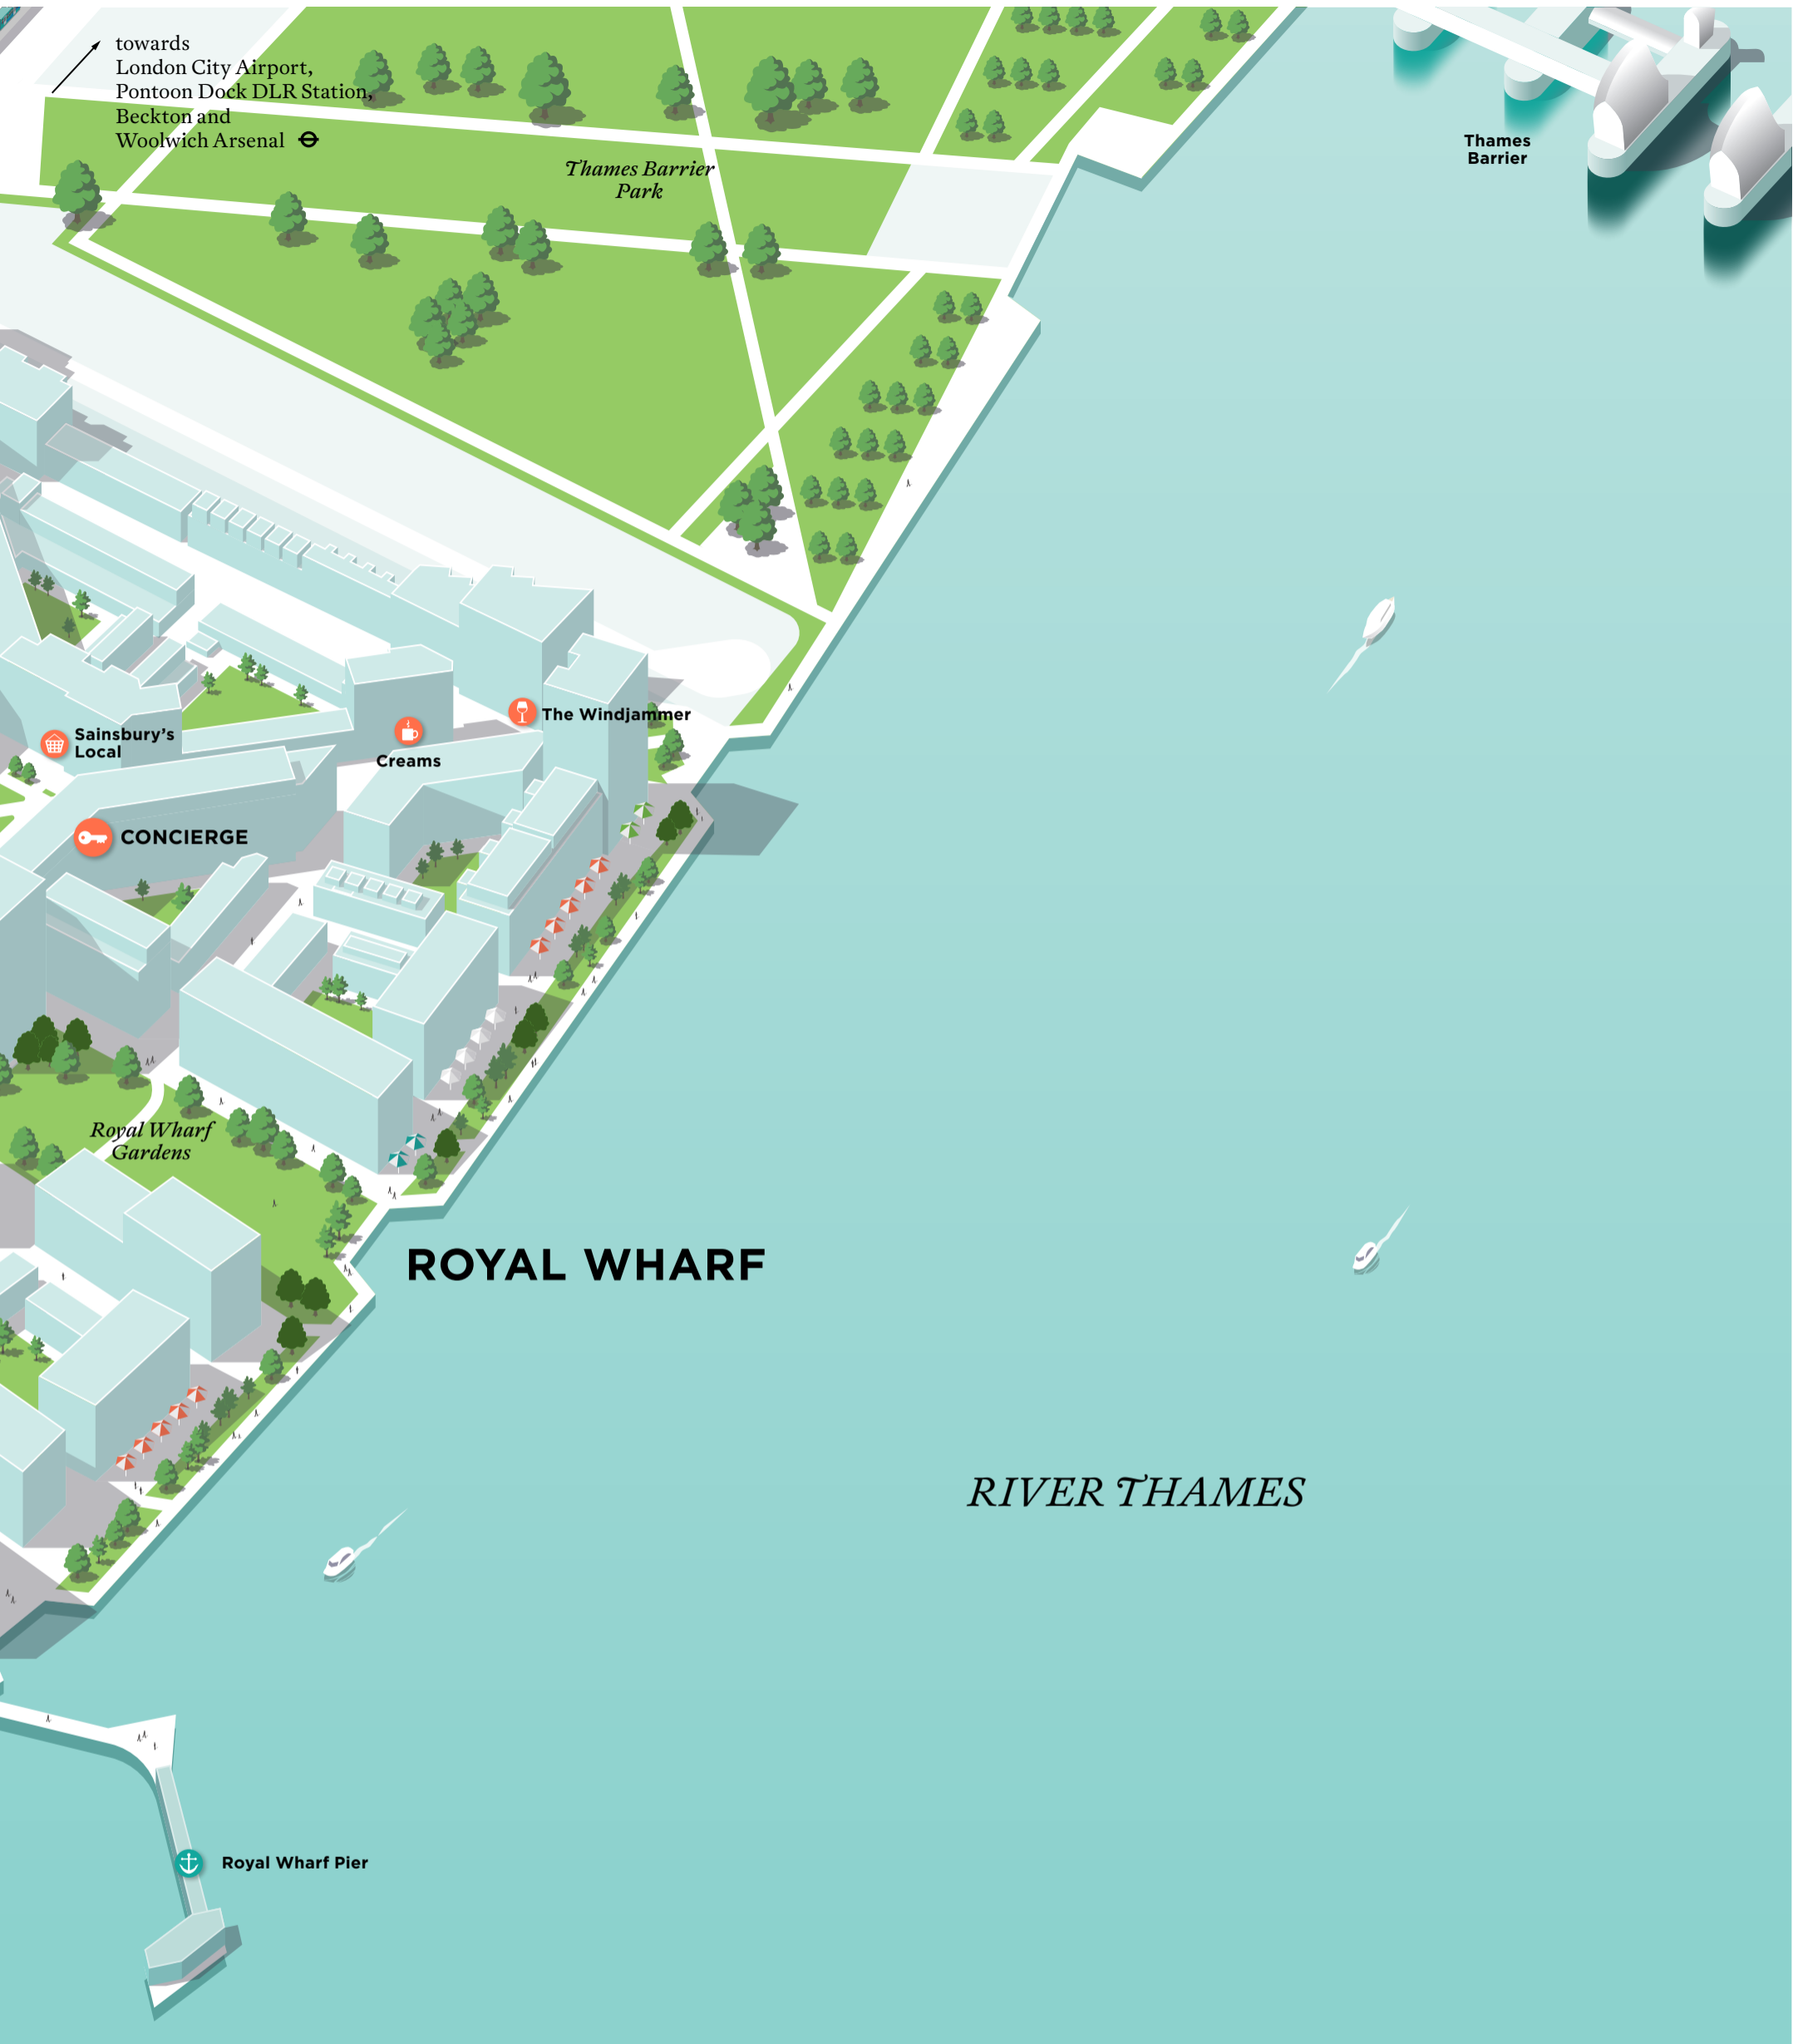 towards
London City Airport,
Pontoon Dock DLR Station,
Beckton and
Woolwich Arsenal
Thames
Barrier
Thames Barrier
Park
The Windjammer
Sainsbury's
Local
Creams
CONCIERGE
Royal Wharf
Gardens
ROYAL WHARF
RIVER THAMES
Royal Wharf Pier